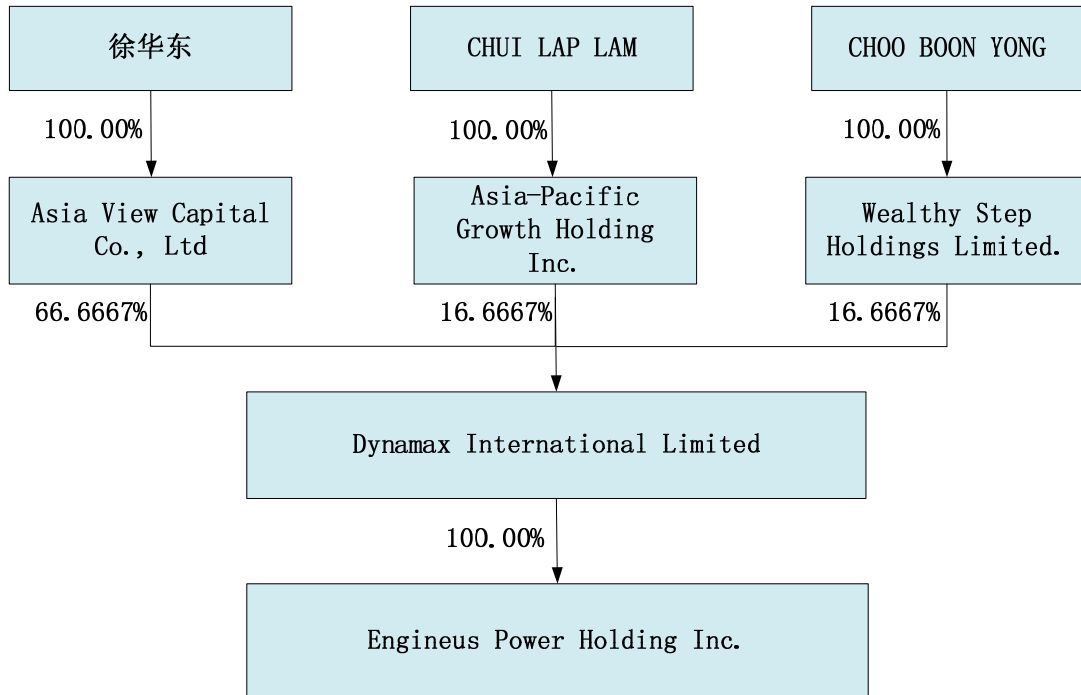 徐华东
CHUI LAP LAM
CHOO BOON YONG
100.00%
100.00%
100.00%
Asia View Capital
Co., Ltd
Asia-Pacific
Growth Holding
Inc.
Wealthy Step
Holdings Limited.
66.6667%
16.6667%
16.6667%
Dynamax International Limited
100.00%
Engineus Power Holding Inc.